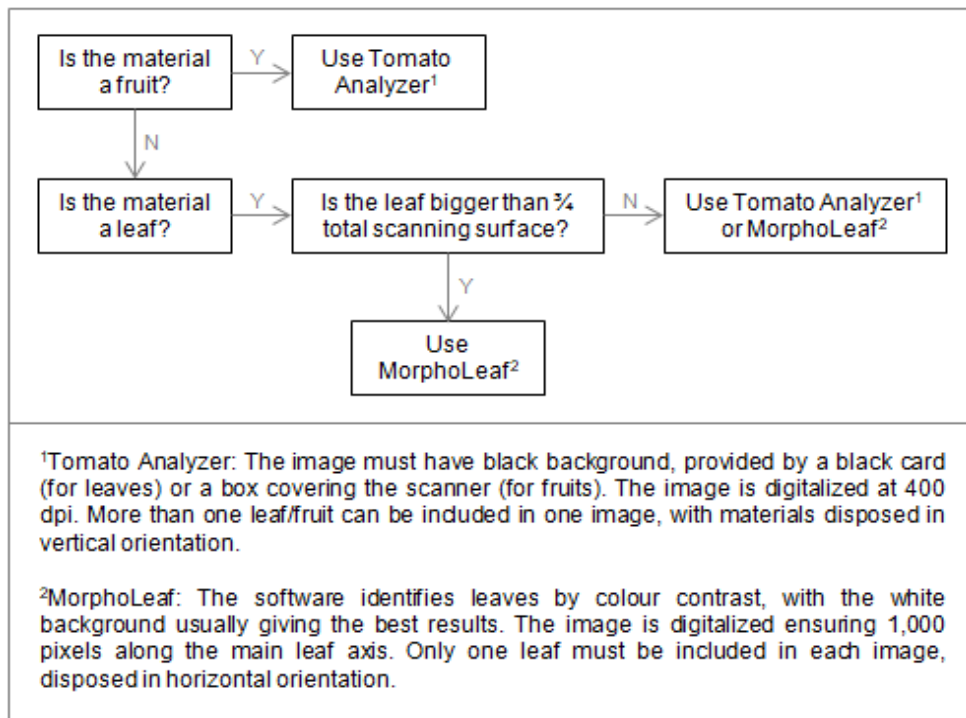 Is the material
a fruit?
Y
Use Tomato
Analyzer¹
N
Is the material
a leaf?
Y
Is the leaf bigger than ¾
total scanning surface?
N
Use Tomato Analyzer¹
or MorphoLeaf²
Y
Use
MorphoLeaf²
¹Tomato Analyzer: The image must have black background, provided by a black card
(for leaves) or a box covering the scanner (for fruits). The image is digitalized at 400
dpi. More than one leaf/fruit can be included in one image, with materials disposed in
vertical orientation.
²MorphoLeaf: The software identifies leaves by colour contrast, with the white
background usually giving the best results. The image is digitalized ensuring 1,000
pixels along the main leaf axis. Only one leaf must be included in each image,
disposed in horizontal orientation.